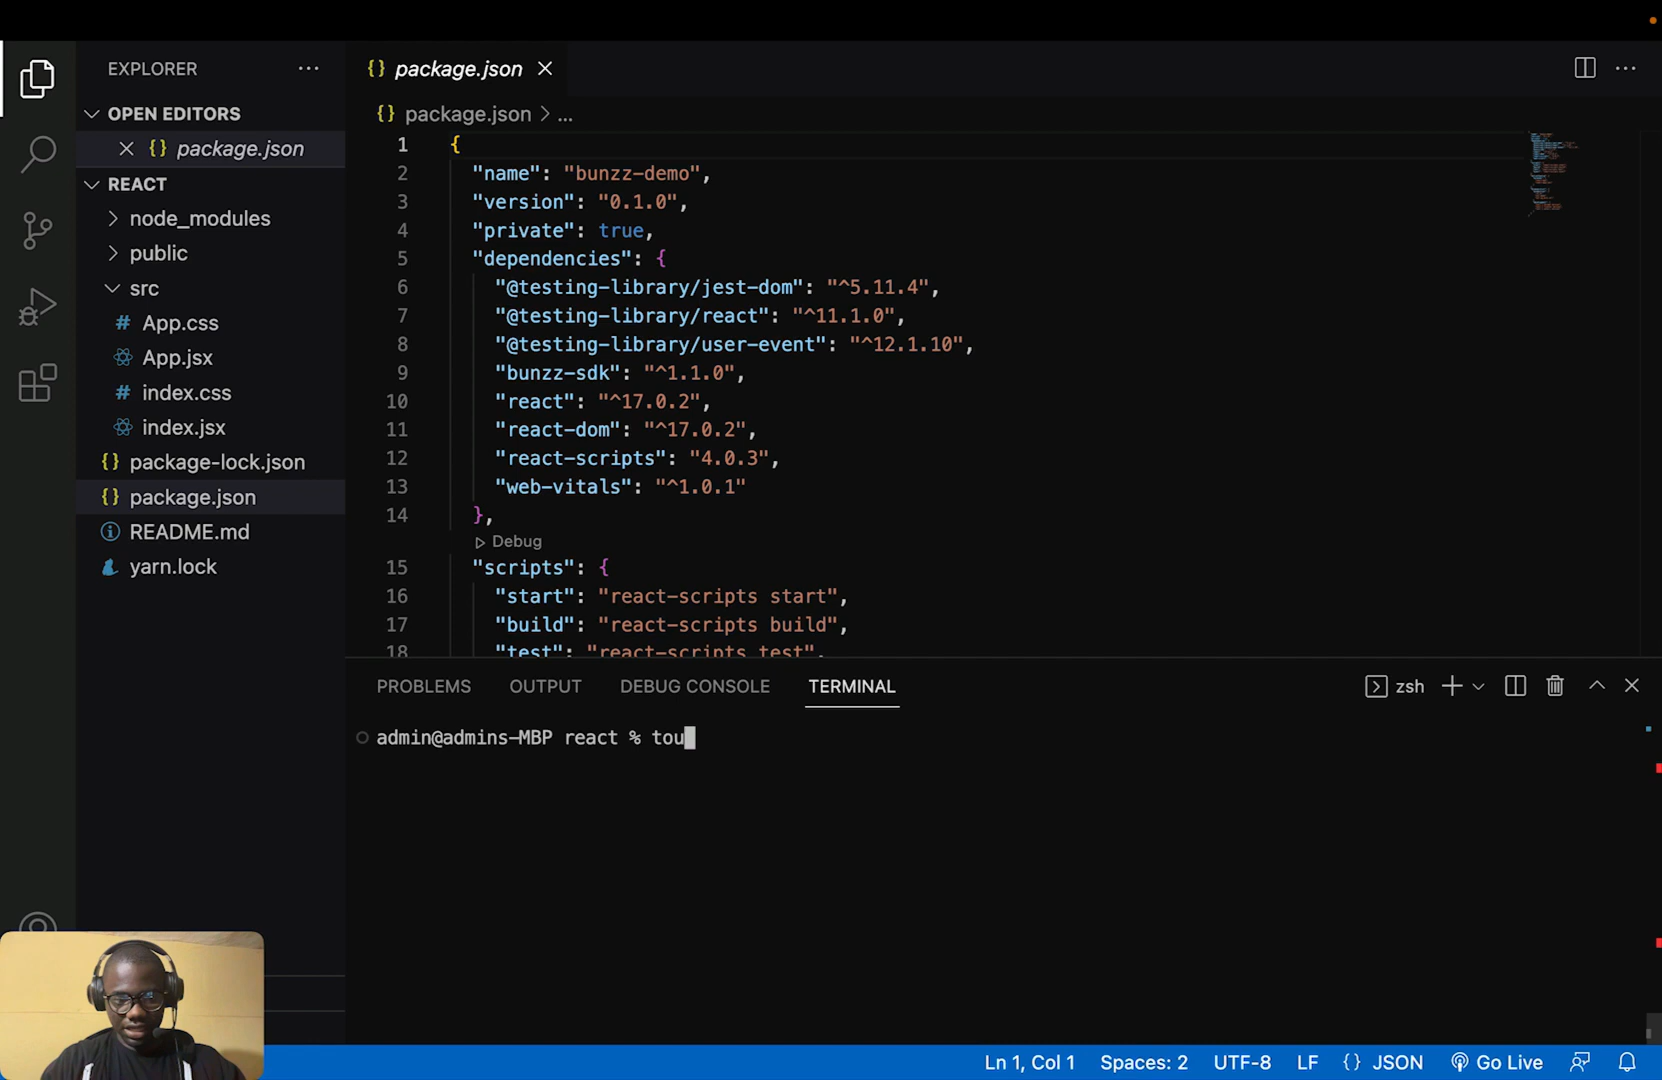 EXPLORER
OPEN EDITORS
package.json
REACT
node_modules
public
src
App.css
App.jsx
index.css
index.jsx
package-lock.json
package.json
README.md
yarn.lock
package.json
package.json > ...
1 {
2 "name": "bunzz-demo",
3 "version": "0.1.0",
4 "private": true,
5 "dependencies": {
6 "@testing-library/jest-dom": "^5.11.4",
7 "@testing-library/react": "^11.1.0",
8 "@testing-library/user-event": "^12.1.10",
9 "bunzz-sdk": "^1.1.0",
10 "react": "^17.0.2",
11 "react-dom": "^17.0.2",
12 "react-scripts": "4.0.3",
13 "web-vitals": "^1.0.1"
14 },
Debug
15 "scripts": {
16 "start": "react-scripts start",
17 "build": "react-scripts build",
18 "test": "react-scripts test",
PROBLEMS OUTPUT DEBUG CONSOLE TERMINAL zsh
admin@admins-MBP react % tou
Ln 1, Col 1 Spaces: 2 UTF-8 LF {} JSON Go Live